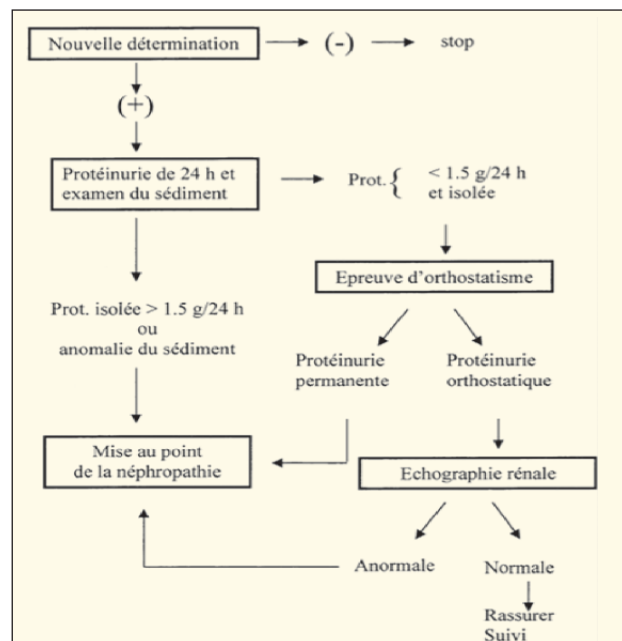 Nouvelle détermination
(-)
stop
(+)
Protéinurie de 24 h et
examen du sédiment
Prot. { < 1.5 g/24 h
et isolée
Epreuve d'orthostatisme
Prot. isolée > 1.5 g/24 h
ou
anomalie du sédiment
Protéinurie
permanente
Protéinurie
orthostatique
Mise au point
de la néphropathie
Echographie rénale
Anormale
Normale
Rassurer
Suivi